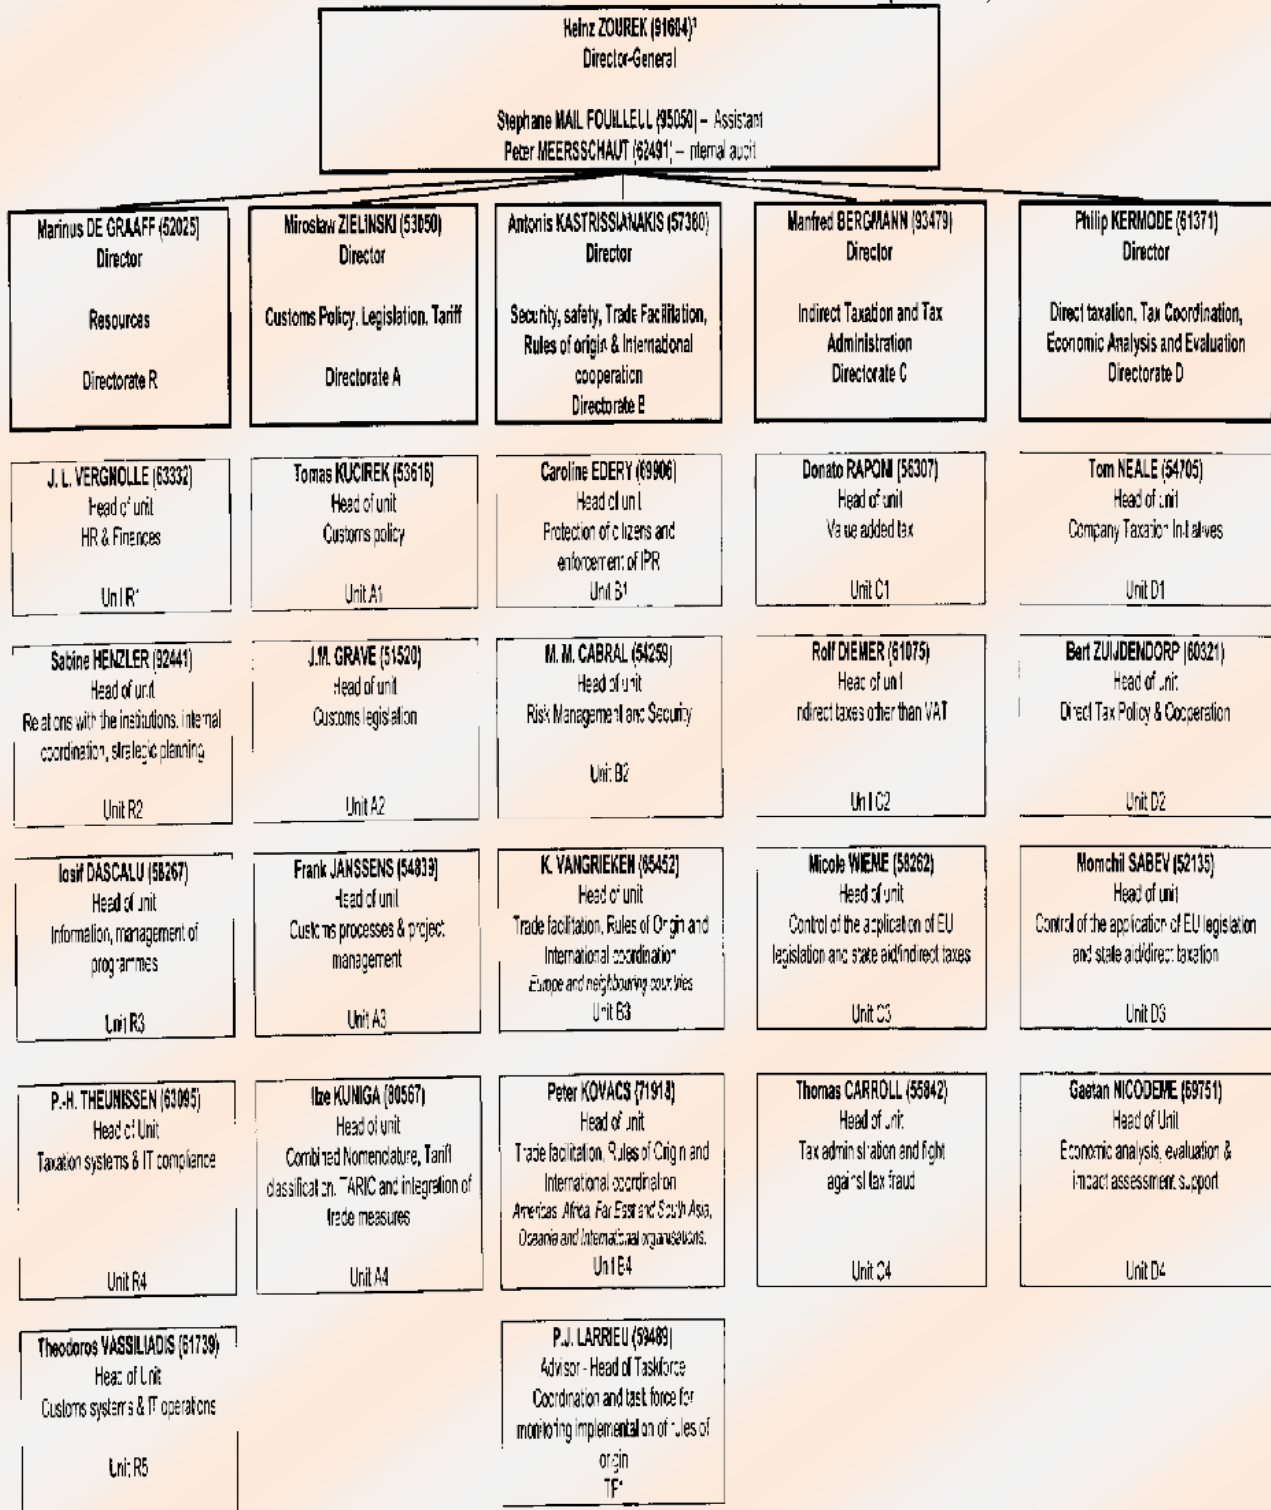 Heinz ZOUREK (91604)¹
Director-General
Stephane MAIL FOUILLEUL (95050) – Assistant
Peter MEERSSCHAUT (62491) – Internal audit
Marinus DE GRAAFF (52025)
Director
Resources
Directorate R
Miroslaw ZIELINSKI (53050)
Director
Customs Policy, Legislation, Tariff
Directorate A
Antonis KASTRISSIANAKIS (57380)
Director
Security, safety, Trade Facilitation,
Rules of origin & International
cooperation
Directorate B
Manfred BERGMANN (93479)
Director
Indirect Taxation and Tax
Administration
Directorate C
Philip KERMODE (61371)
Director
Direct taxation, Tax Coordination,
Economic Analysis and Evaluation
Directorate D
J. L. VERGNOLLE (63332)
Head of unit
HR & Finances
Unit R1
Tomas KUCIREK (53618)
Head of unit
Customs policy
Unit A1
Caroline EDERY (69906)
Head of unit
Protection of citizens and
enforcement of IPR
Unit B1
Donato RAPONI (56307)
Head of unit
Value added tax
Unit C1
Tom NEALE (54705)
Head of unit
Company Taxation Initiatives
Unit D1
Sabine HENZLER (92441)
Head of unit
Relations with the institutions, internal
coordination, strategic planning
Unit R2
J.M. GRAVE (51520)
Head of unit
Customs legislation
Unit A2
M. M. CABRAL (54259)
Head of unit
Risk Management and Security
Unit B2
Rolf DIEMER (61075)
Head of unit
Indirect taxes other than VAT
Unit C2
Bert ZUIJDENDORP (60321)
Head of unit
Direct Tax Policy & Cooperation
Unit D2
Iosif DASCALU (58267)
Head of unit
Information, management of
programmes
Unit R3
Frank JANSSENS (54839)
Head of unit
Customs processes & project
management
Unit A3
K. VANGRIEKEN (65452)
Head of unit
Trade facilitation, Rules of Origin and
International coordination
Europe and neighbouring countries
Unit B3
Nicole WIEME (58262)
Head of unit
Control of the application of EU
legislation and state aid/indirect taxes
Unit C3
Momchil SABEV (52135)
Head of unit
Control of the application of EU legislation
and state aid/direct taxation
Unit D3
P.-H. THEUNISSEN (63095)
Head of Unit
Taxation systems & IT compliance
Unit R4
Ilze KUNIGA (80567)
Head of unit
Combined Nomenclature, Tariff
classification, TARIC and integration of
trade measures
Unit A4
Peter KOVACS (71913)
Head of unit
Trade facilitation, Rules of Origin and
International coordination
Americas, Africa, Far East and South Asia,
Oceania and International organisations.
Unit B4
Thomas CARROLL (55842)
Head of unit
Tax administration and fight
against tax fraud
Unit C4
Gaetan NICODEME (69751)
Head of Unit
Economic analysis, evaluation &
impact assessment support
Unit D4
Theodoros VASSILIADIS (61739)
Head of Unit
Customs systems & IT operations
Unit R5
P.J. LARRIEU (59489)
Advisor - Head of Taskforce
Coordination and task force for
monitoring implementation of rules of
origin